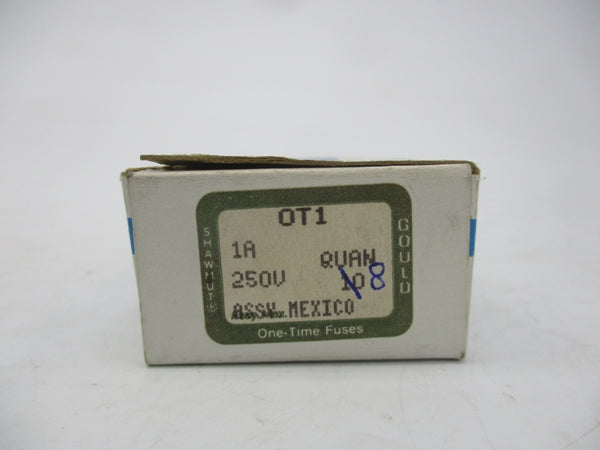 OT1
1A
QUAN
250V
10 8
ASSY. MEXICO
SHAWMUT®
GOULD
One-Time Fuses